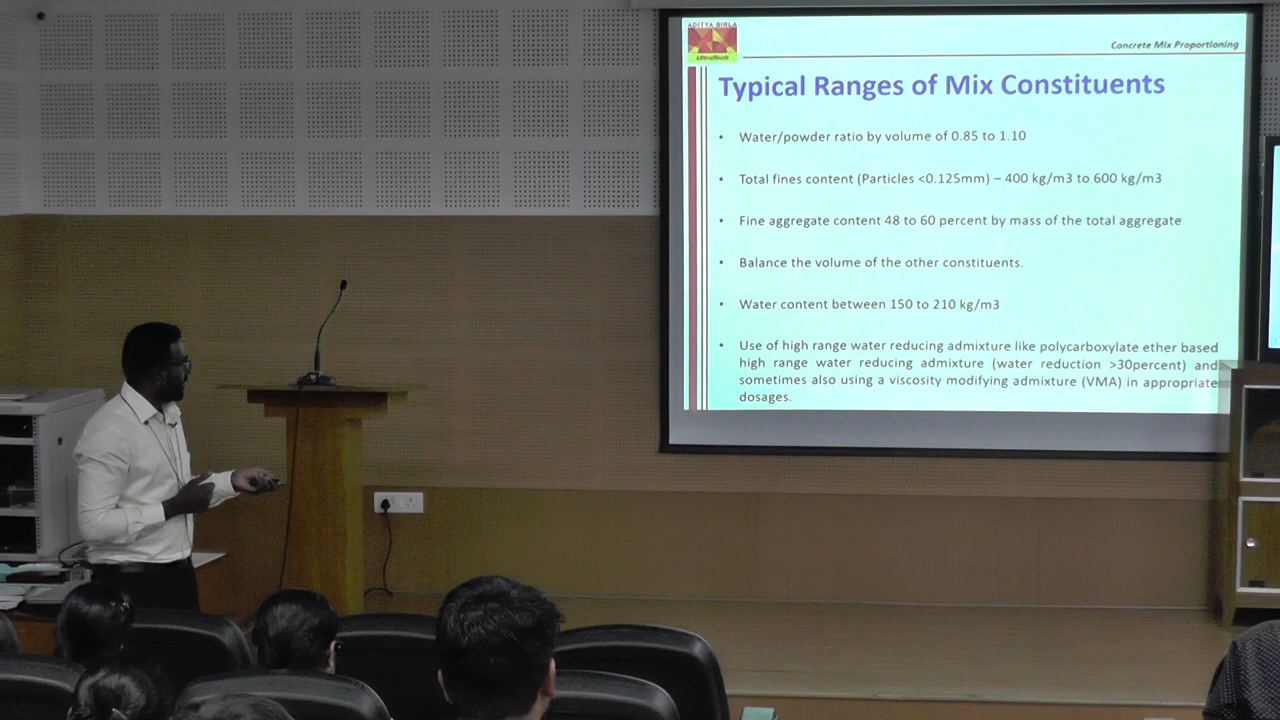 ADITYA BIRLA
UltraTech
Concrete Mix Proportioning
Typical Ranges of Mix Constituents
• Water/powder ratio by volume of 0.85 to 1.10
• Total fines content (Particles <0.125mm) – 400 kg/m3 to 600 kg/m3
• Fine aggregate content 48 to 60 percent by mass of the total aggregate
• Balance the volume of the other constituents.
• Water content between 150 to 210 kg/m3
• Use of high range water reducing admixture like polycarboxylate ether based
high range water reducing admixture (water reduction >30percent) and
sometimes also using a viscosity modifying admixture (VMA) in appropriate
dosages.